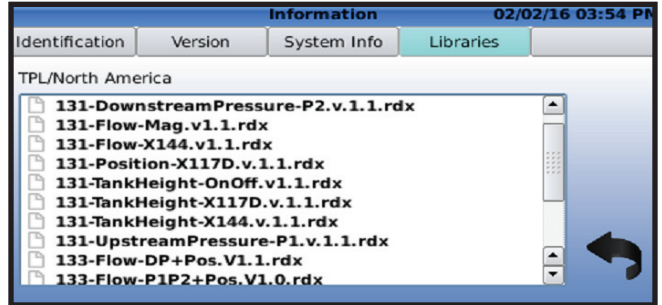 Information 02/02/16 03:54 PM
Identification Version System Info Libraries
TPL/North America
131-DownstreamPressure-P2.v.1.1.rdx
131-Flow-Mag.v1.1.rdx
131-Flow-X144.v1.1.rdx
131-Position-X117D.v.1.1.rdx
131-TankHeight-OnOff.v1.1.rdx
131-TankHeight-X117D.v.1.1.rdx
131-TankHeight-X144.v.1.1.rdx
131-UpstreamPressure-P1.v.1.1.rdx
133-Flow-DP+Pos.V1.1.rdx
133-Flow-P1P2+Pos.V1.0.rdx